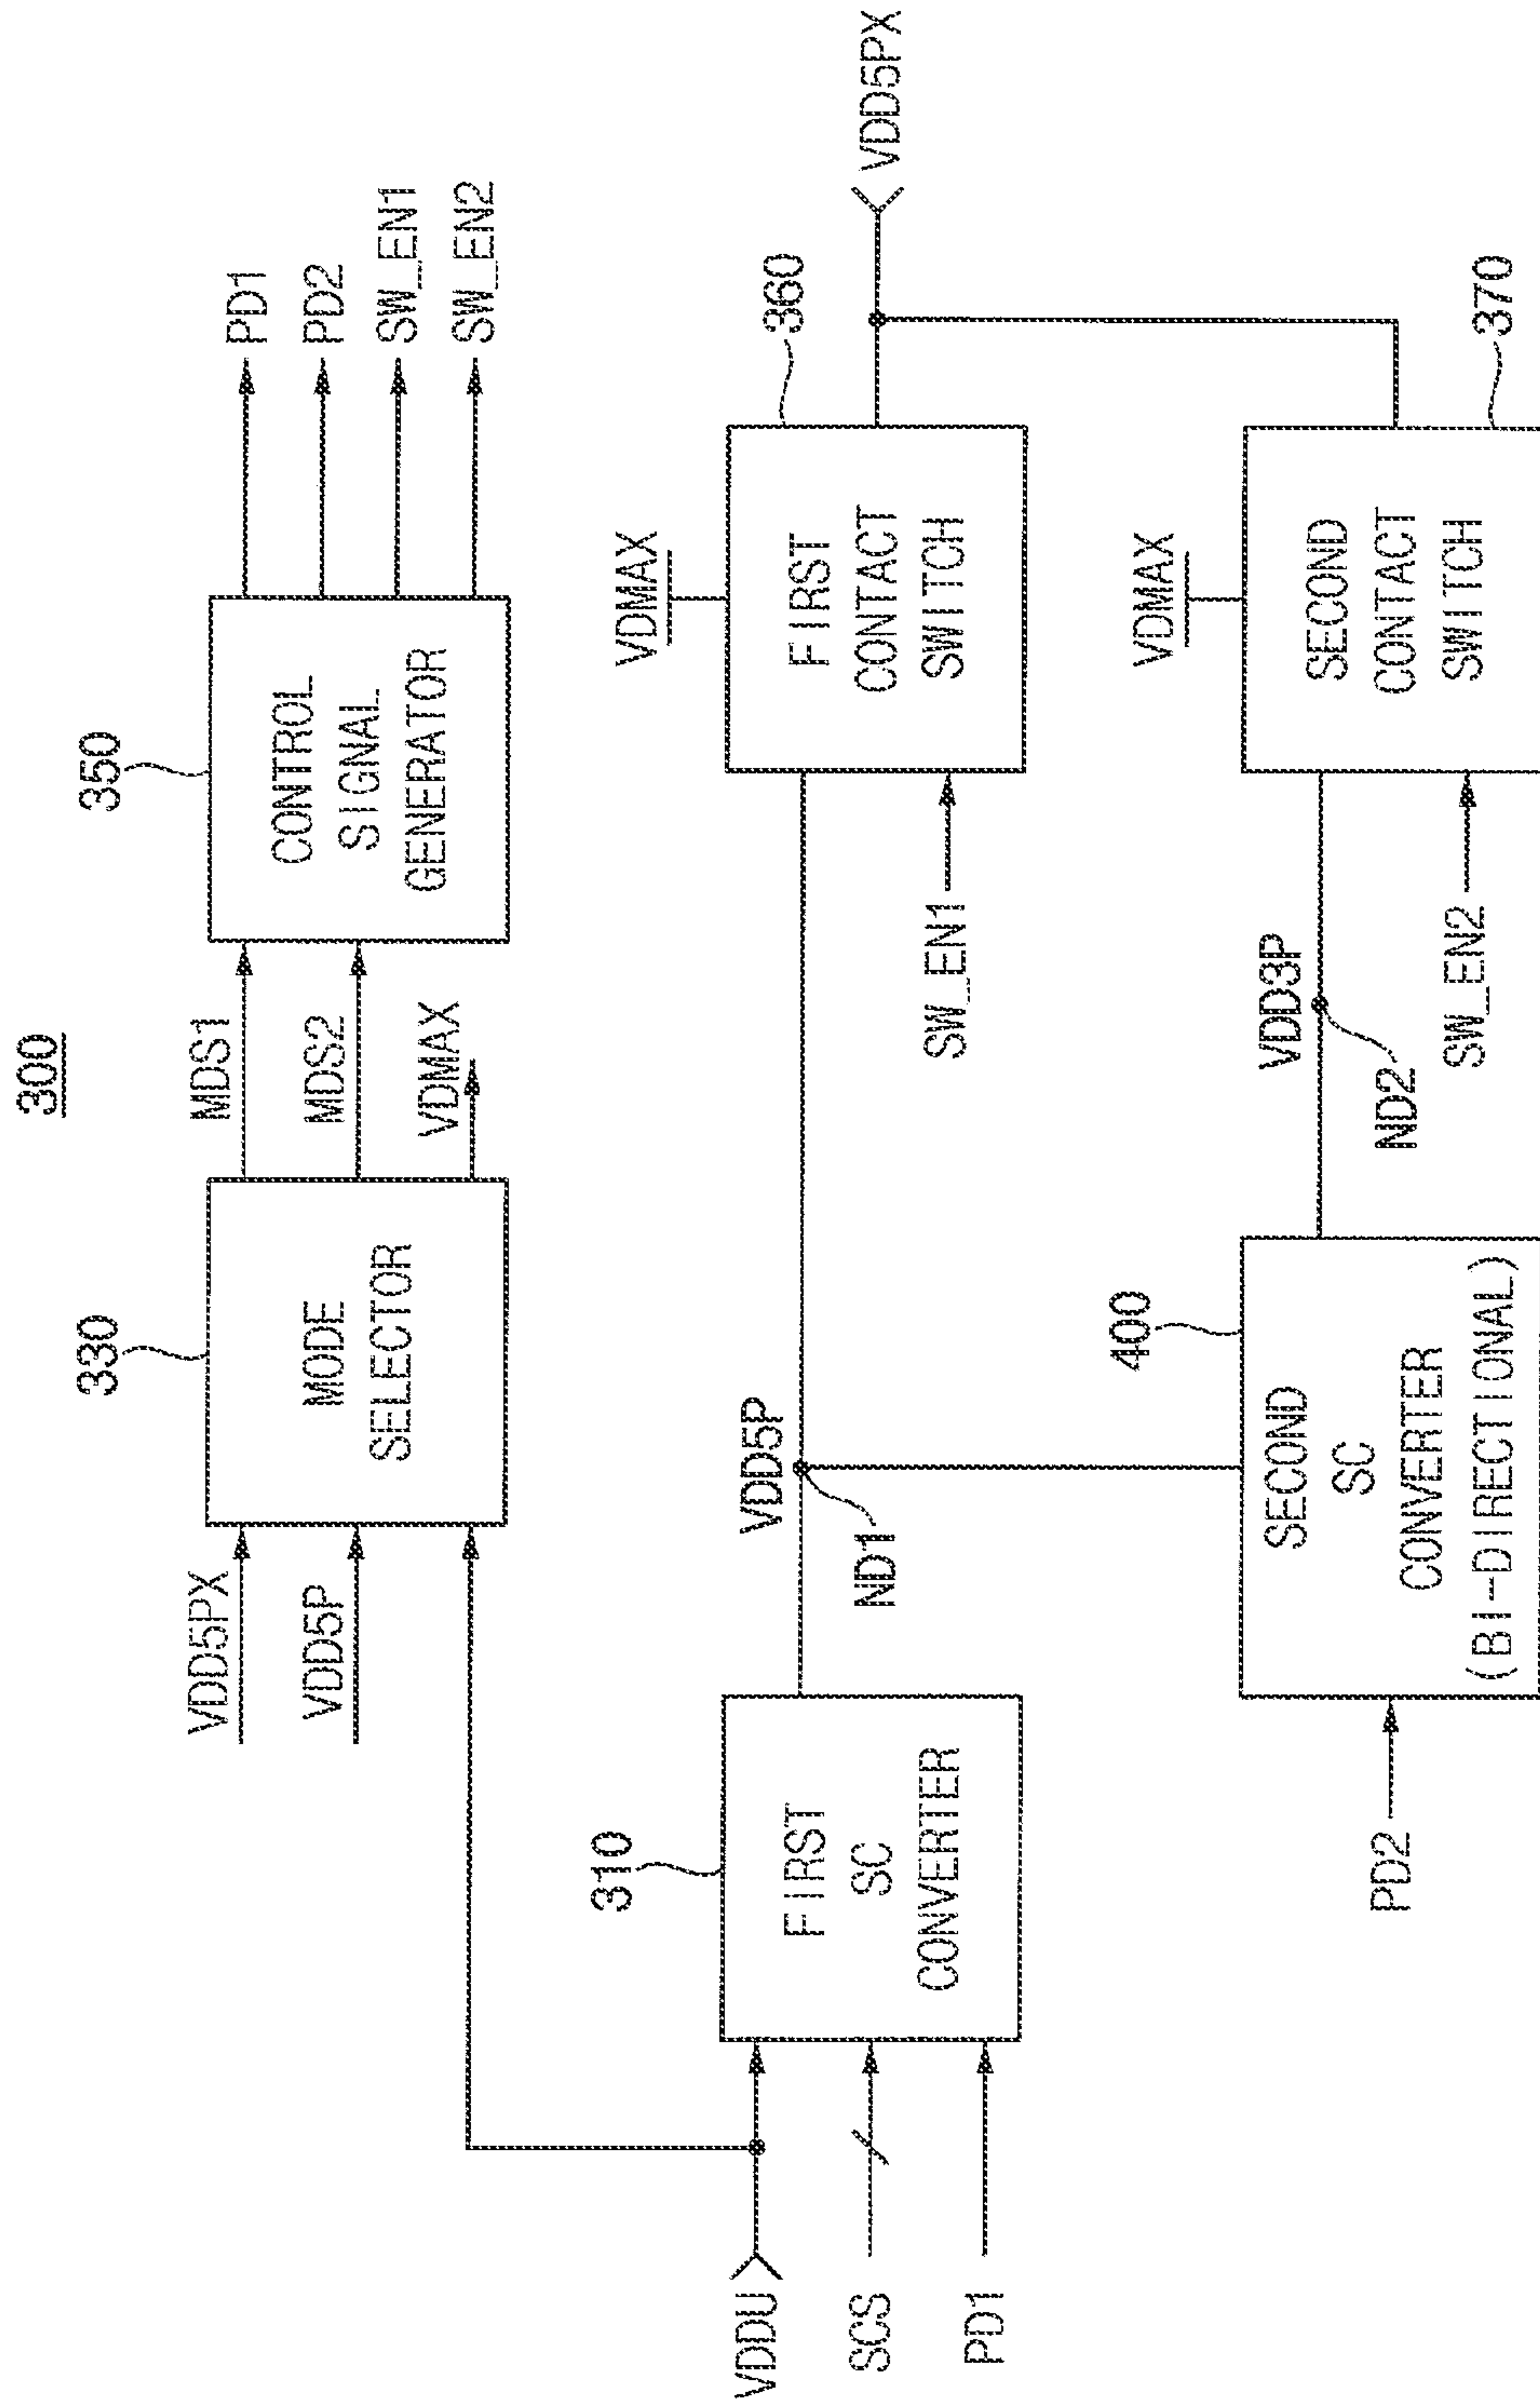 300
330
350
VDD5PX
VDD5P
MODE
SELECTOR
MDS1
MDS2
VDMAX
CONTROL
SIGNAL
GENERATOR
PD1
PD2
SW_EN1
SW_EN2
310
VDDU
SCS
PD1
FIRST
SC
CONVERTER
VDD5P
ND1
SW_EN1
VDMAX
360
FIRST
CONTACT
SWITCH
VDD5PX
400
PD2
SECOND
SC
CONVERTER
(BI-DIRECTIONAL)
VDD3P
ND2
SW_EN2
VDMAX
SECOND
CONTACT
SWITCH
370